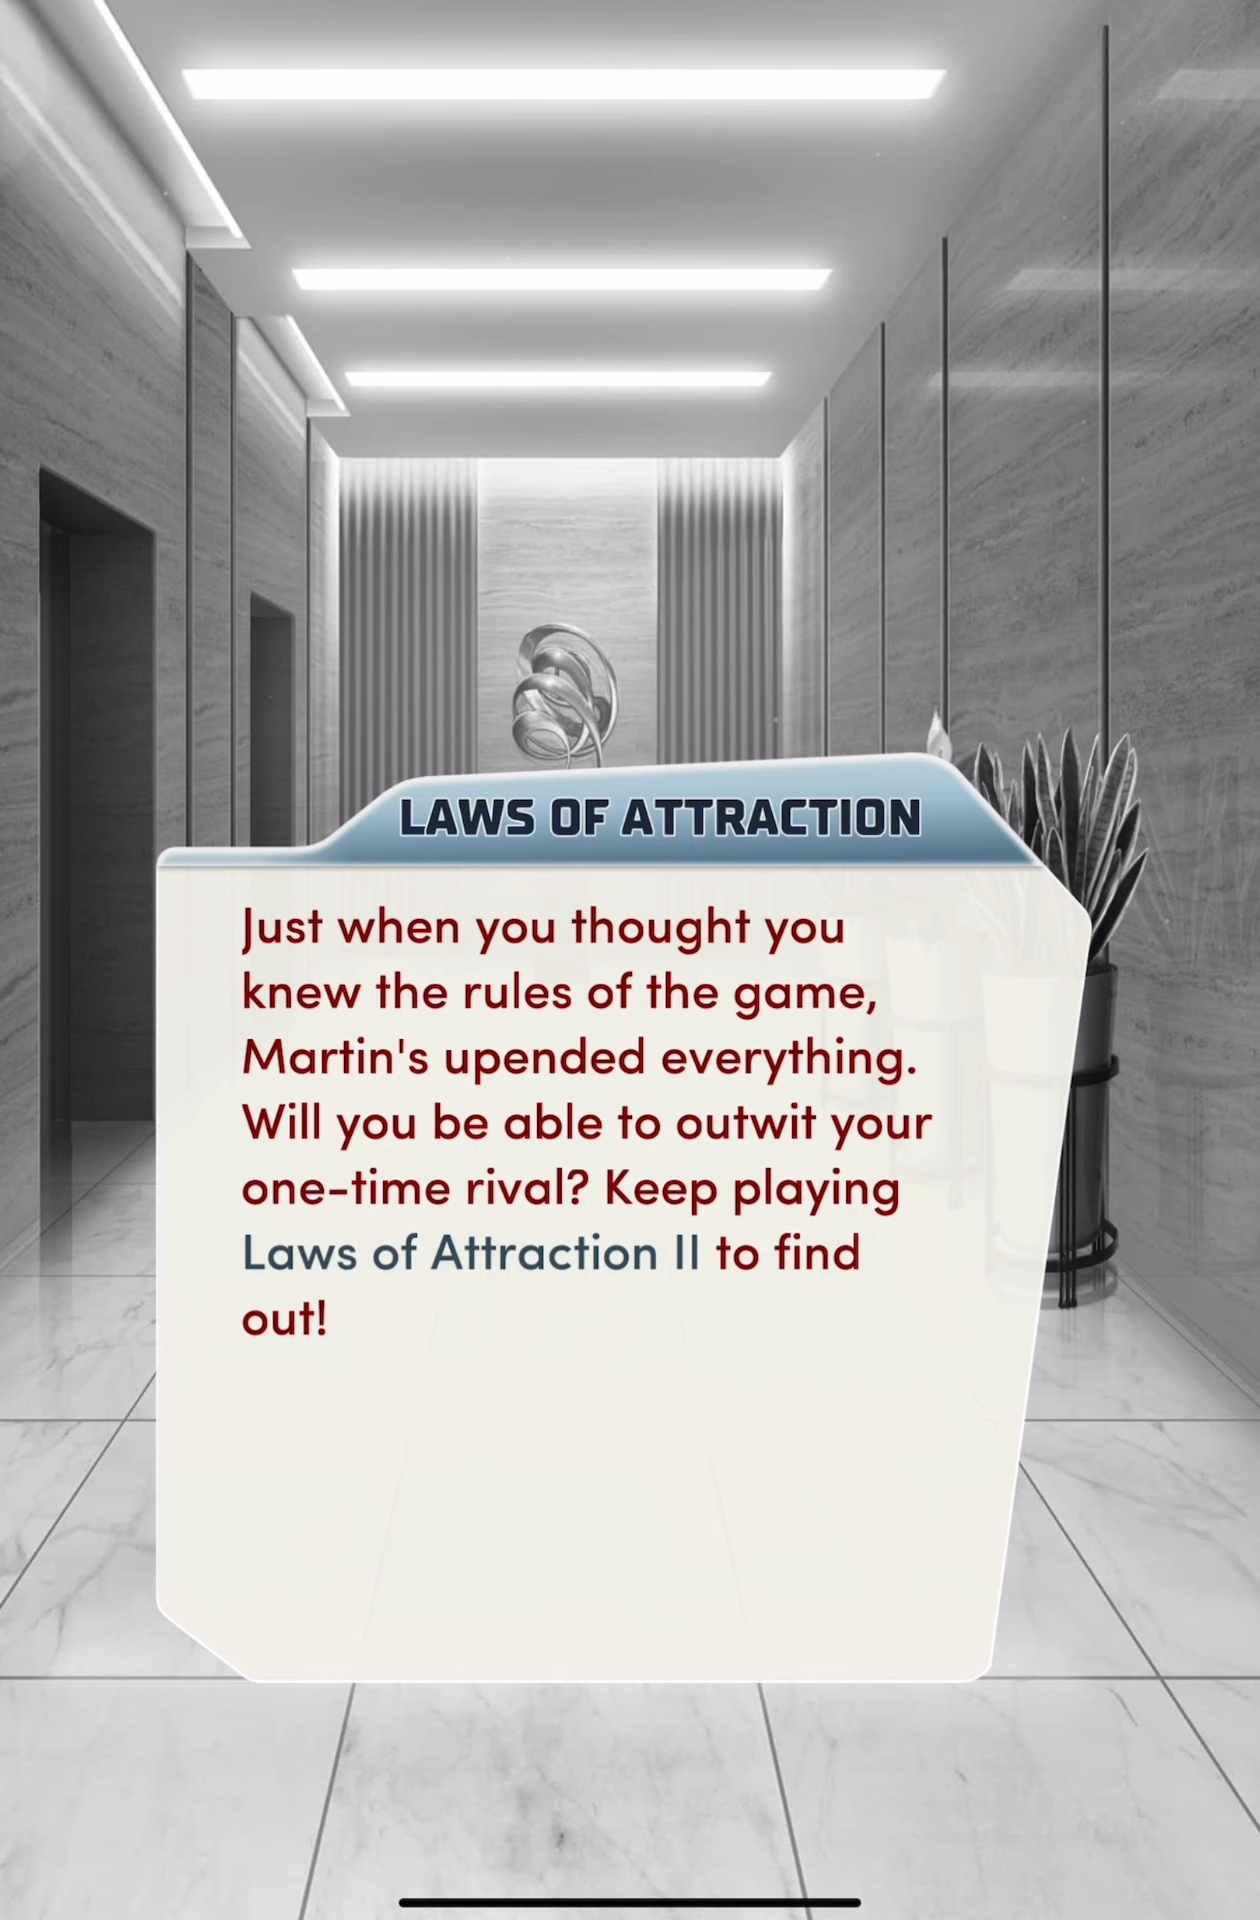 LAWS OF ATTRACTION
Just when you thought you
knew the rules of the game,
Martin's upended everything.
Will you be able to outwit your
one-time rival? Keep playing
Laws of Attraction II to find
out!